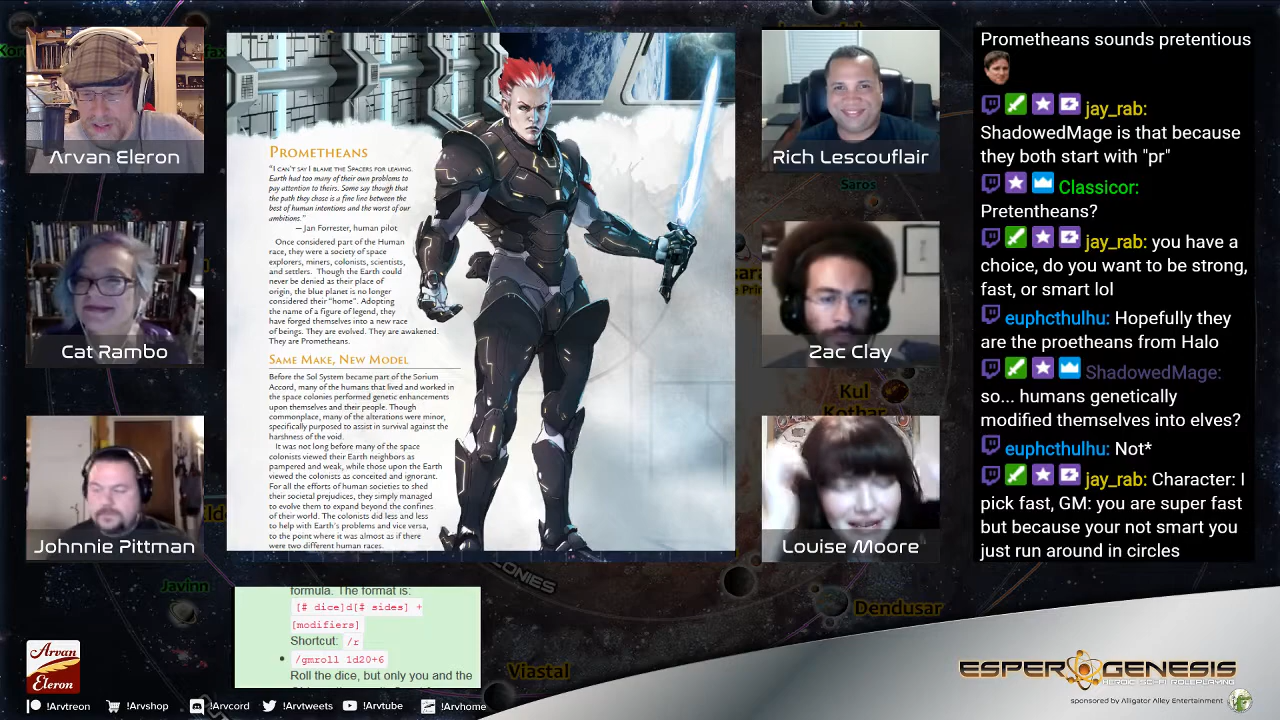 Arvan Eleron
Cat Rambo
Johnnie Pittman
PROMETHEANS
"I CAN'T SAY I BLAME THE SPACERS FOR LEAVING.
Earth had too many of their own problems to
pay attention to theirs. Some say though that
the path they chose is a fine line between the
best of human intentions and the worst of our
ambitions."
— Jan Forrester, human pilot
Once considered part of the Human
race, they were a society of space
explorers, miners, colonists, scientists,
and settlers. Though the Earth could
never be denied as their place of
origin, the blue planet is no longer
considered their "home". Adopting
the name of a figure of legend, they
have forged themselves into a new race
of beings. They are evolved. They are awakened.
They are Prometheans.
SAME MAKE, NEW MODEL
Before the Sol System became part of the Sorium
Accord, many of the humans that lived and worked in
the space colonies performed genetic enhancements
upon themselves and their people. Though
commonplace, many of the alterations were minor,
specifically purposed to assist in survival against the
harshness of the void.
It was not long before many of the space
colonists viewed their Earth neighbors as
pampered and weak, while those upon the Earth
viewed the colonists as conceited and ignorant.
For all the efforts of human societies to shed
their societal prejudices, they simply managed
to evolve them to expand beyond the confines
of their world. The colonists did less and less
to help with Earth's problems and vice versa,
to the point where it was almost as if there
were two different human races.
Rich Lescouflair
Saros
Zac Clay
Kul
Kothar
Louise Moore
Prometheans sounds pretentious
jay_rab:
ShadowedMage is that because
they both start with "pr"
Classicor:
Pretentheans?
jay_rab: you have a
choice, do you want to be strong,
fast, or smart lol
euphcthulhu: Hopefully they
are the proetheans from Halo
ShadowedMage:
so... humans genetically
modified themselves into elves?
euphcthulhu: Not*
jay_rab: Character: I
pick fast, GM: you are super fast
but because your not smart you
just run around in circles
Javinn
LONIES
Dendusar
Viastal
formula. The format is:
[# dice]d[# sides] +
[modifiers]
Shortcut: /r
/gmroll 1d20+6
Roll the dice, but only you and the
Arvan
Eleron
!Arvtreon
!Arvshop
!Arvcord
!Arvtweets
!Arvtube
!Arvhome
ESPER GENESIS
HEROIC SCI-FI ROLEPLAYING
sponsored by Alligator Alley Entertainment